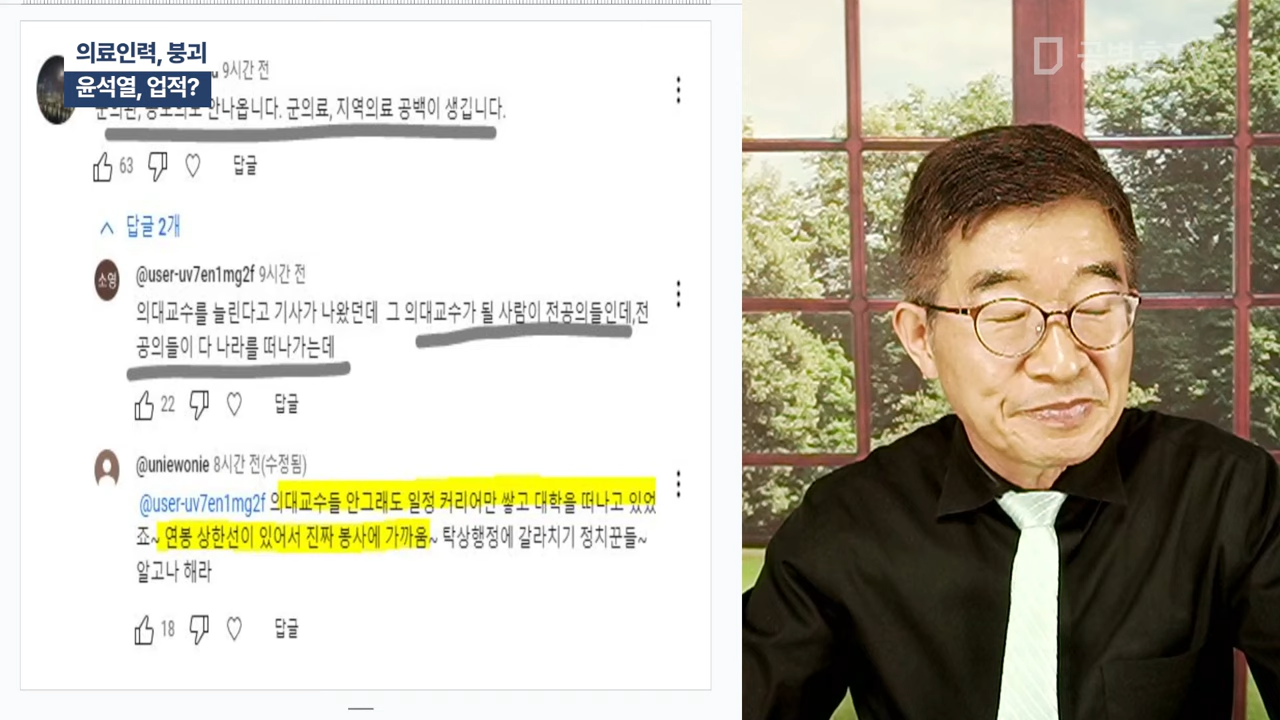 의료인력, 붕괴
윤석열, 업적?
9시간 전
안나옵니다. 군의료, 지역의료 공백이 생깁니다.
63 답글
답글 2개
소영
@user-uv7en1mg2f 9시간 전
의대교수를 늘린다고 기사가 나왔던데 그 의대교수가 될 사람이 전공의들인데,전
공의들이 다 나라를 떠나가는데
22 답글
@uniewonie 8시간 전(수정됨)
@user-uv7en1mg2f 의대교수들 안그래도 일정 커리어만 쌓고 대학을 떠나고 있었
죠~ 연봉 상한선이 있어서 진짜 봉사에 가까움~ 탁상행정에 갈라치기 정치꾼들~
알고나 해라
18 답글